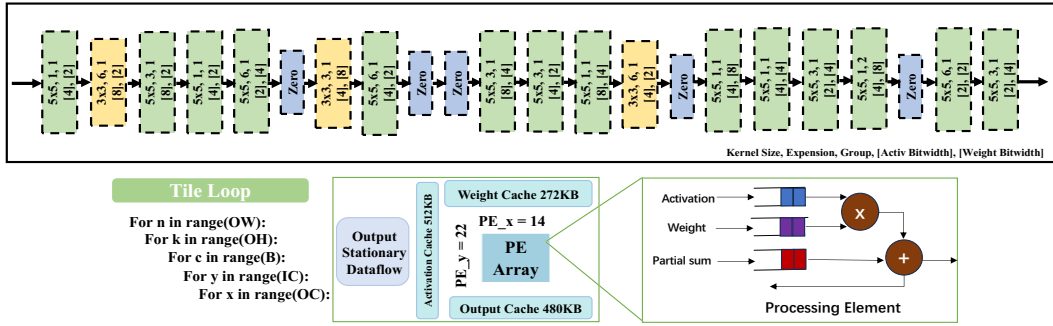 5x5, 1, 1
[4], [2]
3x3, 6, 1
[8], [2]
5x5, 3, 1
[8], [2]
5x5, 1, 1
[4], [2]
5x5, 6, 1
[2], [4]
Zero
3x3, 3, 1
[4], [8]
5x5, 6, 1
[4], [2]
Zero
Zero
5x5, 3, 1
[8], [4]
5x5, 3, 1
[4], [2]
5x5, 1, 1
[4], [8]
3x3, 6, 1
[4], [2]
Zero
5x5, 1, 1
[4], [8]
5x5, 1, 1
[4], [4]
5x5, 3, 1
[2], [4]
5x5, 1, 2
[8], [4]
Zero
5x5, 6, 1
[2], [4]
5x5, 3, 1
[4], [2]
Kernel Size, Expension, Group, [Activ Bitwidth], [Weight Bitwidth]
Tile Loop
For n in range(OW):
For k in range(OH):
For c in range(B):
For y in range(IC):
For x in range(OC):
Output
Stationary
Dataflow
Activation Cache 512KB
Weight Cache 272KB
PE_x = 14
PE_y = 22
PE
Array
Output Cache 480KB
Activation
Weight
Partial sum
X
+
Processing Element